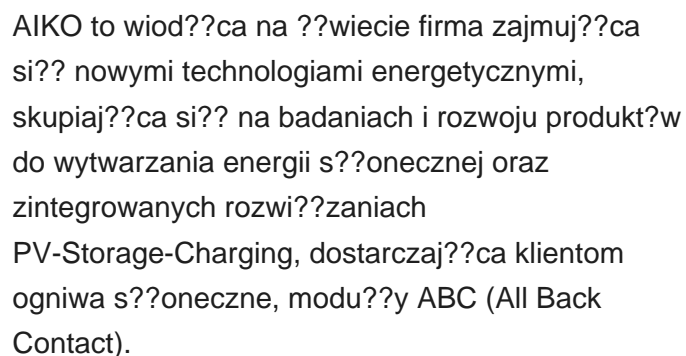 AIKO to wiod??ca na ??wiecie firma zajmuj??ca
si?? nowymi technologiami energetycznymi,
skupiaj??ca si?? na badaniach i rozwoju produkt?w
do wytwarzania energii s??onecznej oraz
zintegrowanych rozwi??zaniach
PV-Storage-Charging, dostarczaj??ca klientom
ogniwa s??oneczne, modu??y ABC (All Back
Contact).